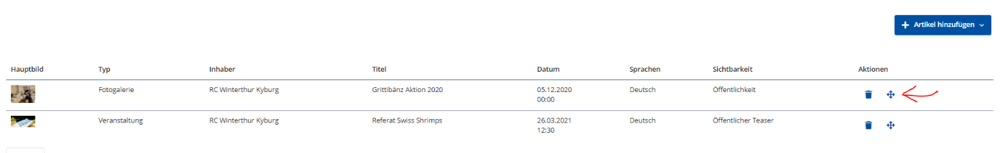 Artikel hinzufügen
Hauptbild Typ Inhaber Titel Datum Sprachen Sichtbarkeit Aktionen
Fotogalerie RC Winterthur Kyburg Grittibänz Aktion 2020 05.12.2020 Deutsch Öffentlichkeit
00:00
Veranstaltung RC Winterthur Kyburg Referat Swiss Shrimps 26.03.2021 Deutsch Öffentlicher Teaser
12:30